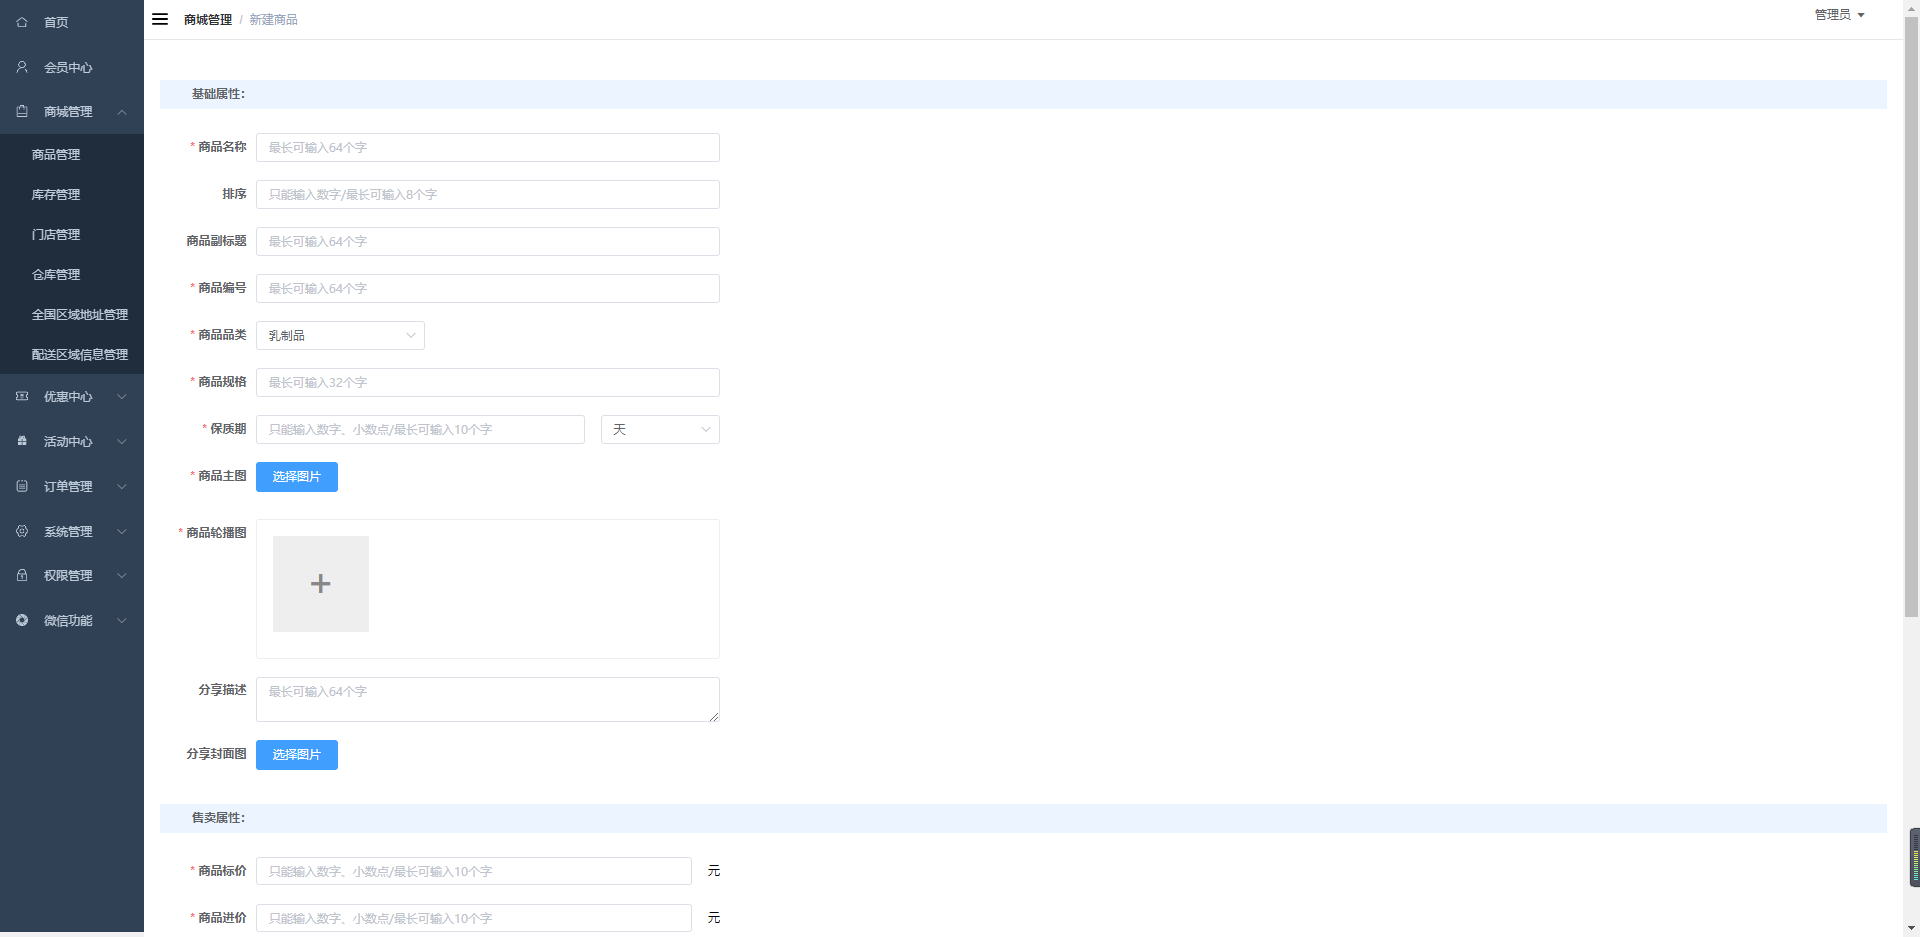 首页
会员中心
商城管理
商品管理
库存管理
门店管理
仓库管理
全国区域地址管理
配送区域信息管理
优惠中心
活动中心
订单管理
系统管理
权限管理
微信功能
商城管理 / 新建商品
管理员
基础属性：
* 商品名称 最长可输入64个字
排序 只能输入数字/最长可输入8个字
商品副标题 最长可输入64个字
* 商品编号 最长可输入64个字
* 商品品类 乳制品
* 商品规格 最长可输入32个字
* 保质期 只能输入数字、小数点/最长可输入10个字 天
* 商品主图 选择图片
* 商品轮播图
分享描述 最长可输入64个字
分享封面图 选择图片
售卖属性：
* 商品标价 只能输入数字、小数点/最长可输入10个字 元
* 商品进价 只能输入数字、小数点/最长可输入10个字 元